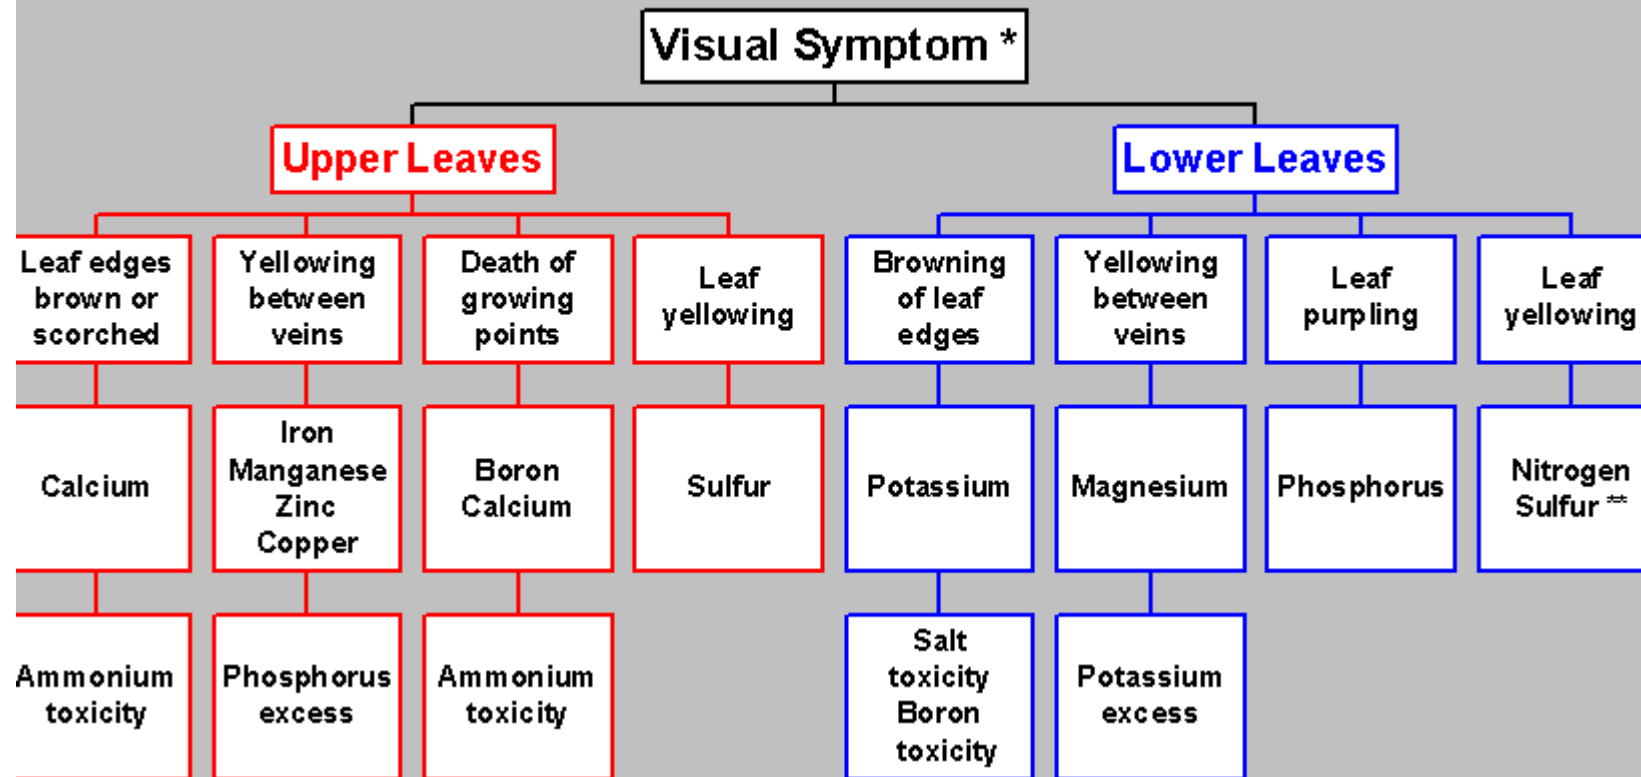 Visual Symptom *
Upper Leaves
Lower Leaves
Leaf edges
brown or
scorched
Yellowing
between
veins
Death of
growing
points
Leaf
yellowing
Browning
of leaf
edges
Yellowing
between
veins
Leaf
purpling
Leaf
yellowing
Calcium
Iron
Manganese
Zinc
Copper
Boron
Calcium
Sulfur
Potassium
Magnesium
Phosphorus
Nitrogen
Sulfur **
Ammonium
toxicity
Phosphorus
excess
Ammonium
toxicity
Salt
toxicity
Boron
toxicity
Potassium
excess